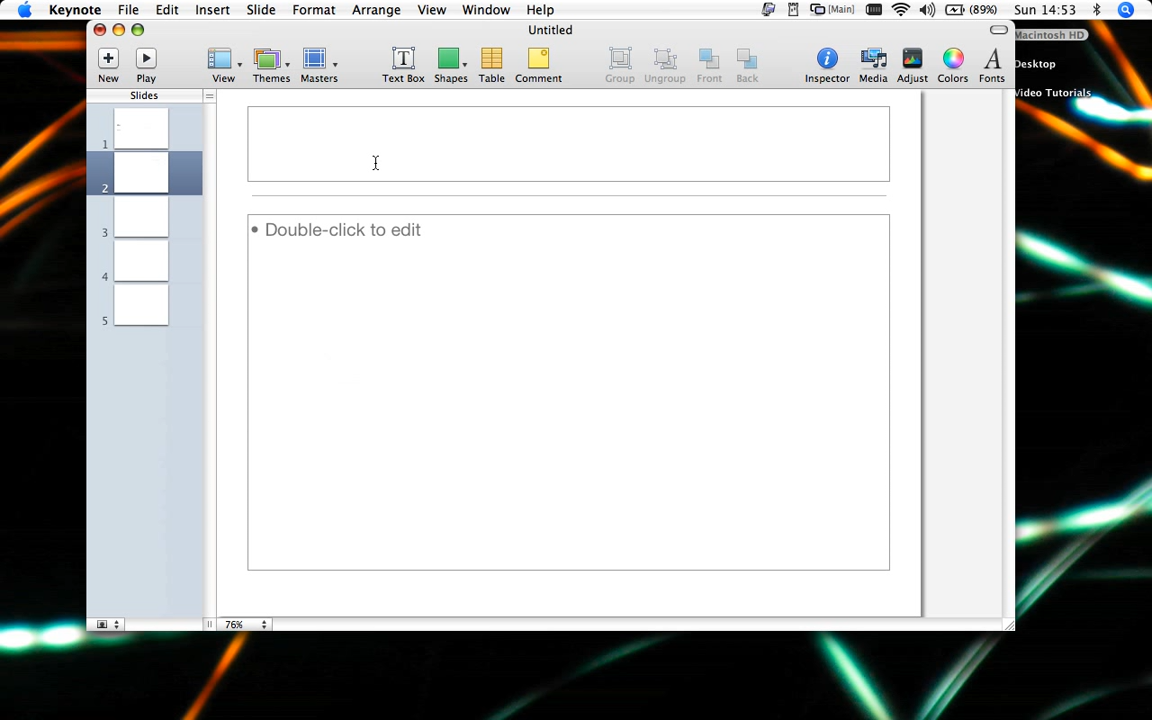 Keynote File Edit Insert Slide Format Arrange View Window Help [Main] (89%) Sun 14:53
Untitled
Macintosh HD
New Play View Themes Masters Text Box Shapes Table Comment Group Ungroup Front Back Inspector Media Adjust Colors Fonts
Desktop
Video Tutorials
Slides
1
2
3
4
5
• Double-click to edit
76%